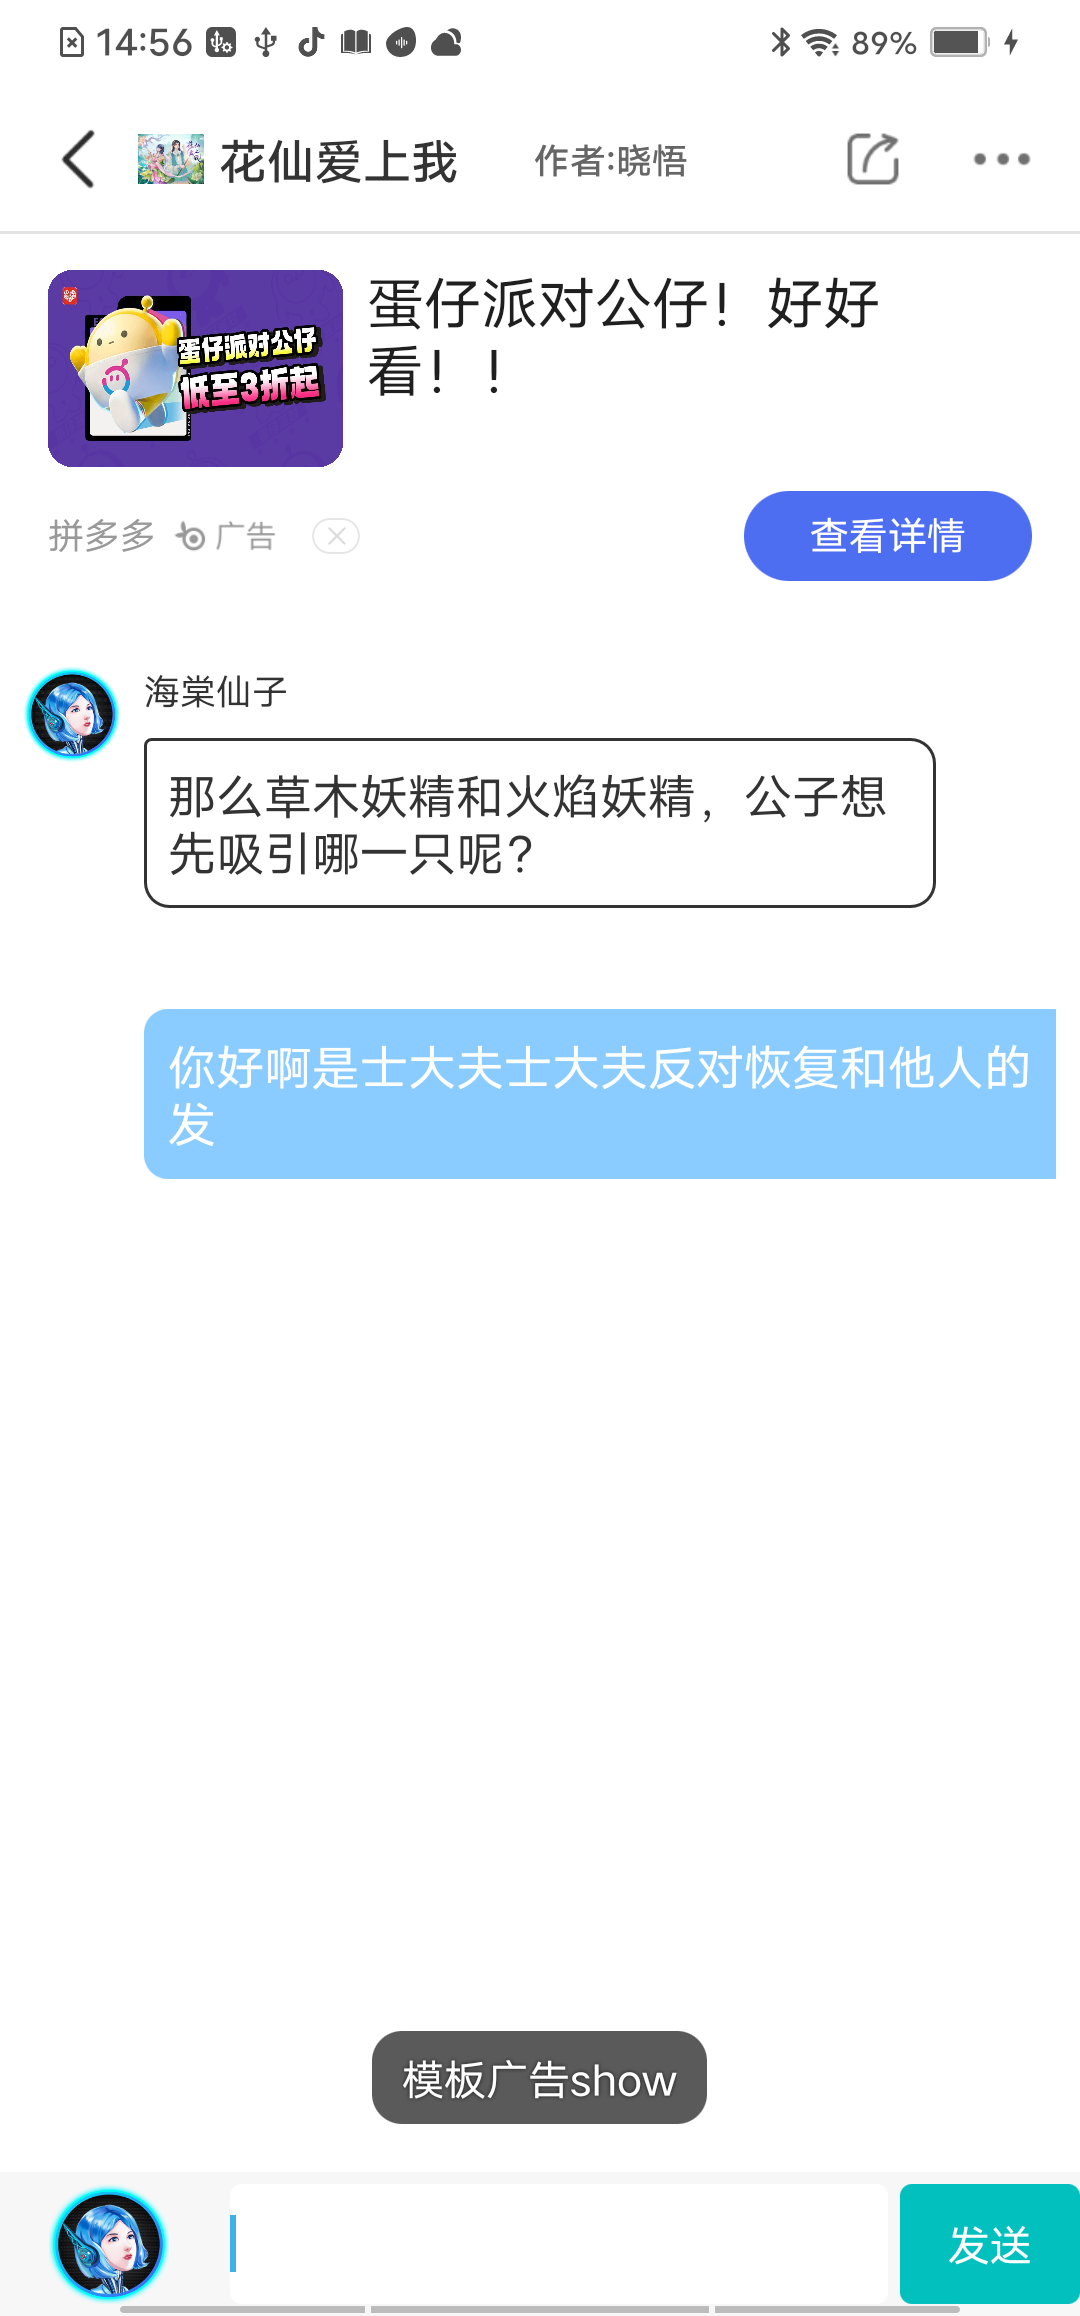 14:56
89%
花仙爱上我
作者:晓悟
蛋仔派对公仔
低至3折起
蛋仔派对公仔！好好
看！！
拼多多
广告
查看详情
海棠仙子
那么草木妖精和火焰妖精，公子想
先吸引哪一只呢？
你好啊是士大夫士大夫反对恢复和他人的
发
模板广告show
发送